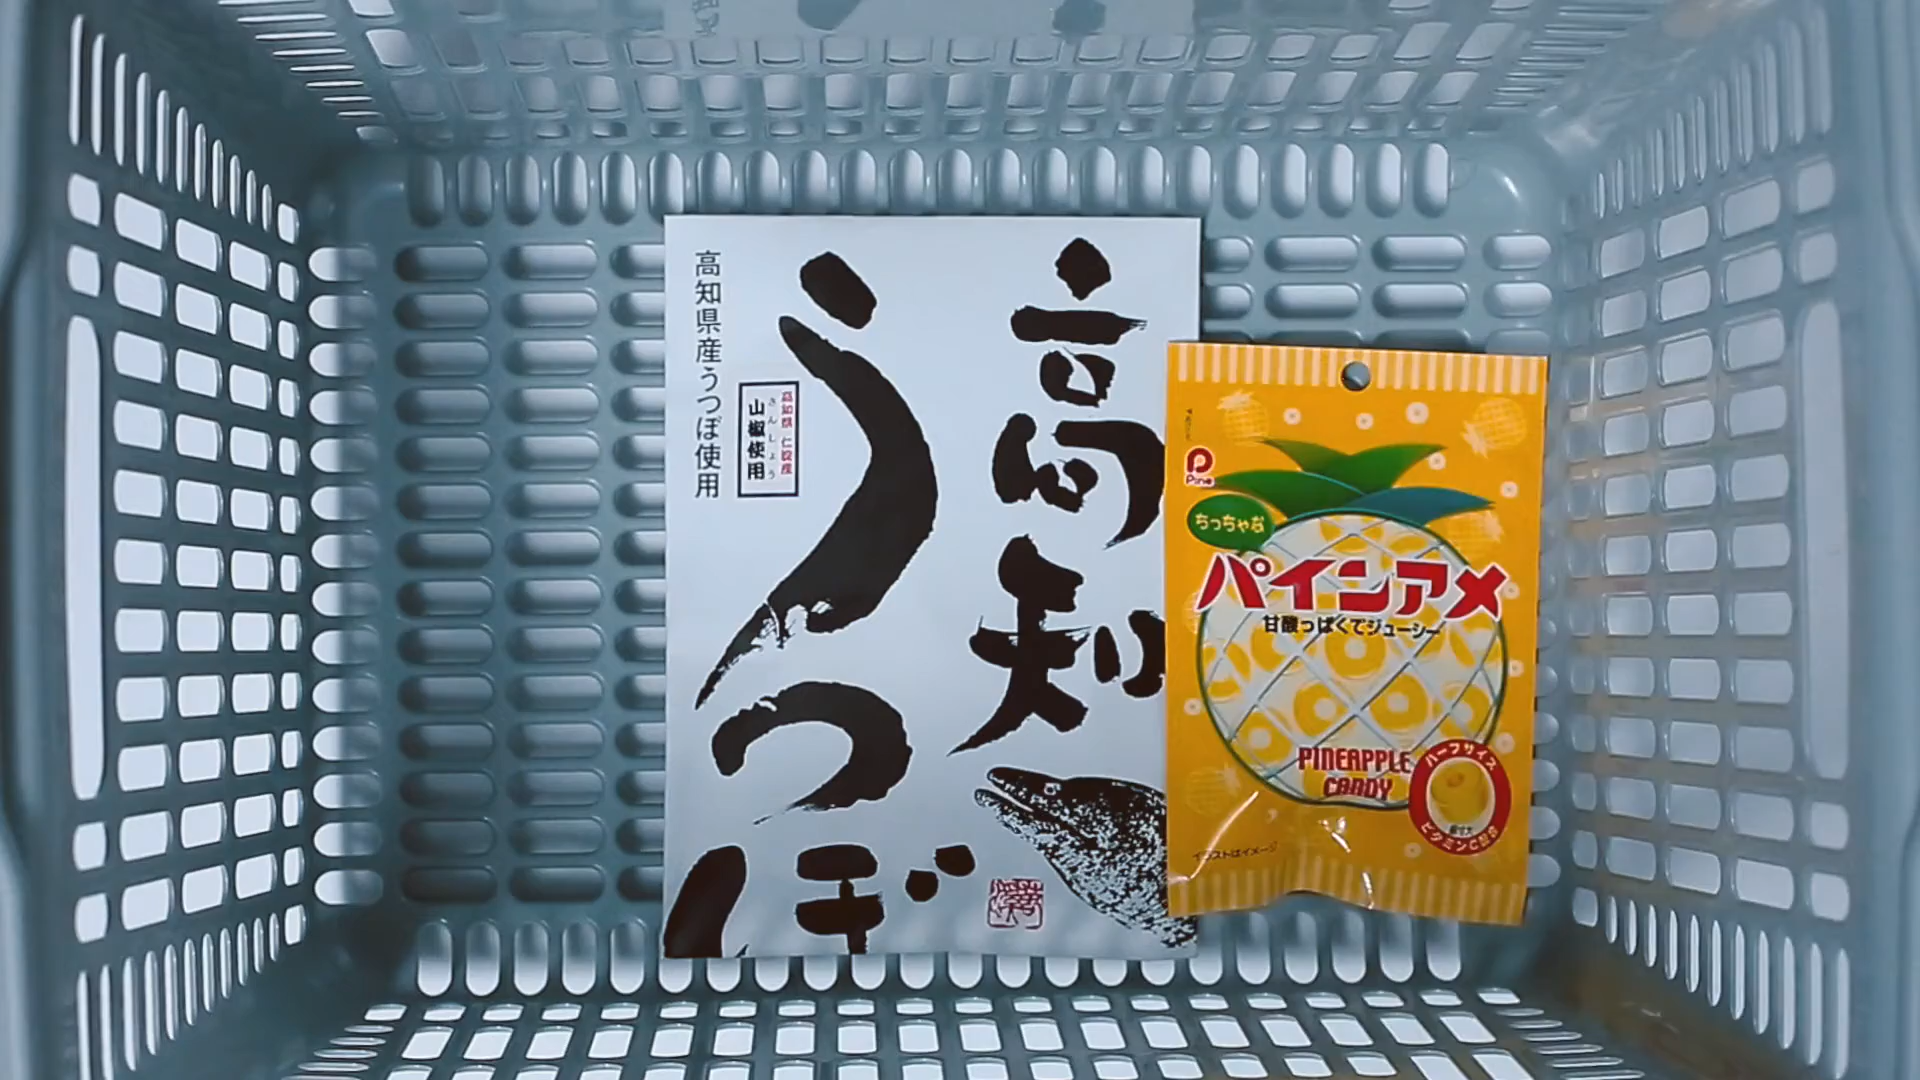 高知
うつぼ
高知県産うつぼ使用
高知県 仁淀産
さんしょう
山椒使用
Pine
ちっちゃな
パインアメ
甘酸っぱくてジューシー
PINEAPPLE
CANDY
ハーフサイズ
ビタミンC配合
イラストはイメージ